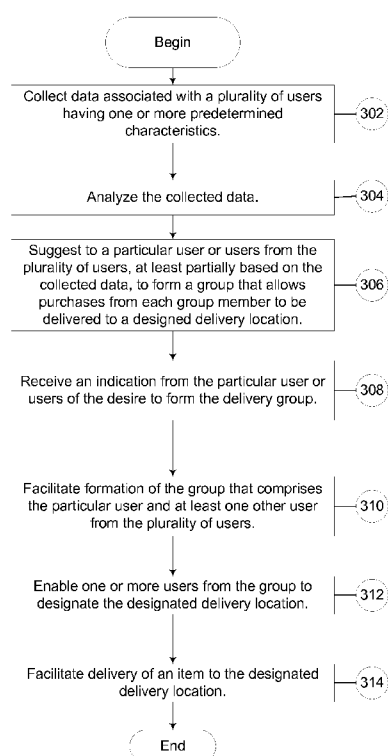 Begin
Collect data associated with a plurality of users
having one or more predetermined
characteristics.
302
Analyze the collected data.
304
Suggest to a particular user or users from the
plurality of users, at least partially based on the
collected data, to form a group that allows
purchases from each group member to be
delivered to a designed delivery location.
306
Receive an indication from the particular user or
users of the desire to form the delivery group.
308
Facilitate formation of the group that comprises
the particular user and at least one other user
from the plurality of users.
310
Enable one or more users from the group to
designate the designated delivery location.
312
Facilitate delivery of an item to the designated
delivery location.
314
End